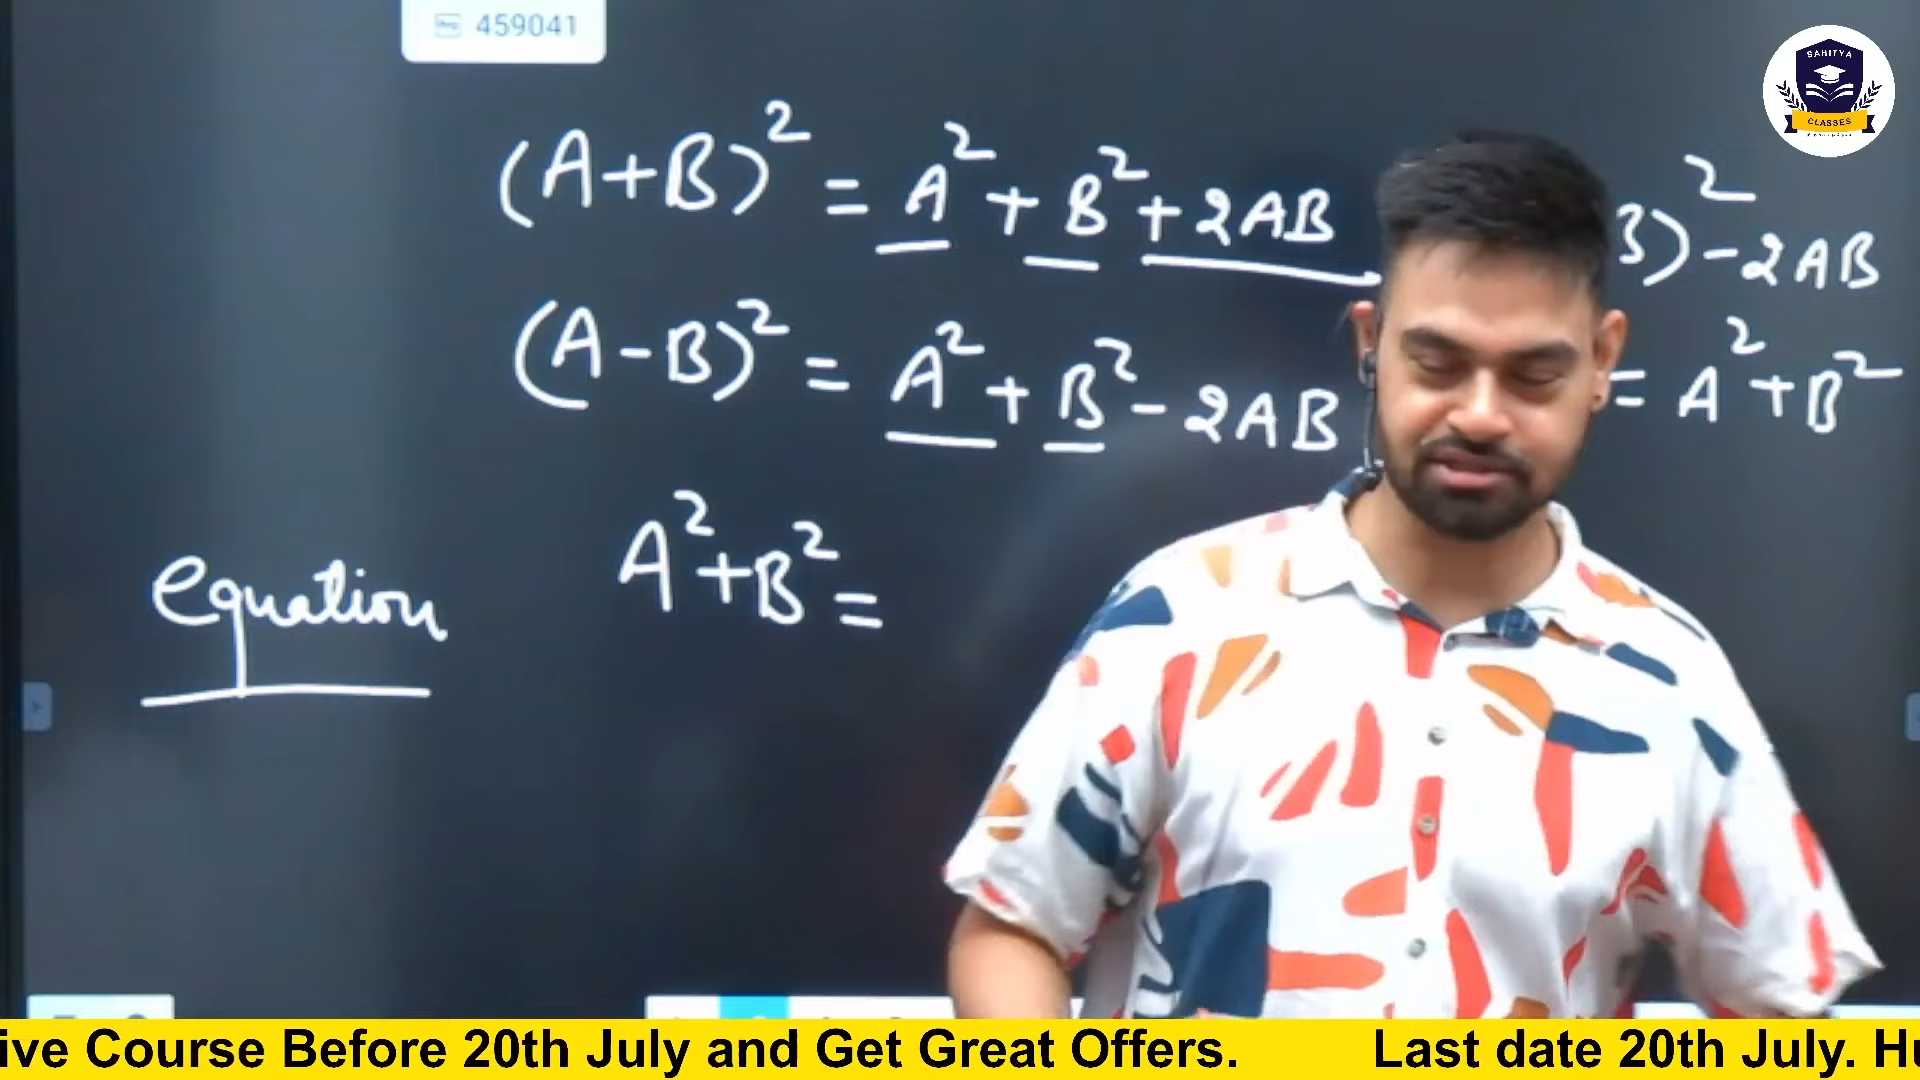 459041
SAHITYA
CLASSES
(A+B)² = A² + B² + 2AB
B)² - 2AB
(A-B)² = A² + B² - 2AB
= A² + B²
A² + B² =
equation
ive Course Before 20th July and Get Great Offers. Last date 20th July.